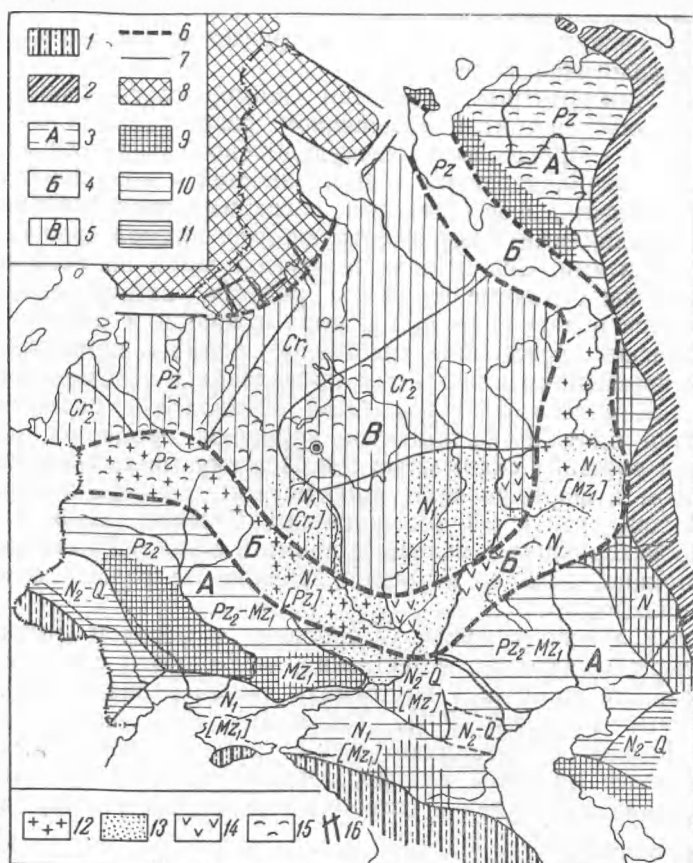 1
2
А 3
Б 4
В 5
6
7
8
9
10
11
Pz
А
Pz
Б
Cr₁
Pz
Cr₂
Cr₂
В
Pz
N₁
[Mz₁]
N₁
[Cr₁]
N₁
Б
N₁
Б
Pz₂
А
N₁
[Pz]
N
N₂-Q
Pz₂-Mz₁
Pz₂-Mz₁
А
Mz₁
N₂-Q
[Mz]
N₁
[Mz₁]
N₂-Q
N₂-Q
N₁
[Mz₁]
12 13 14 15 16